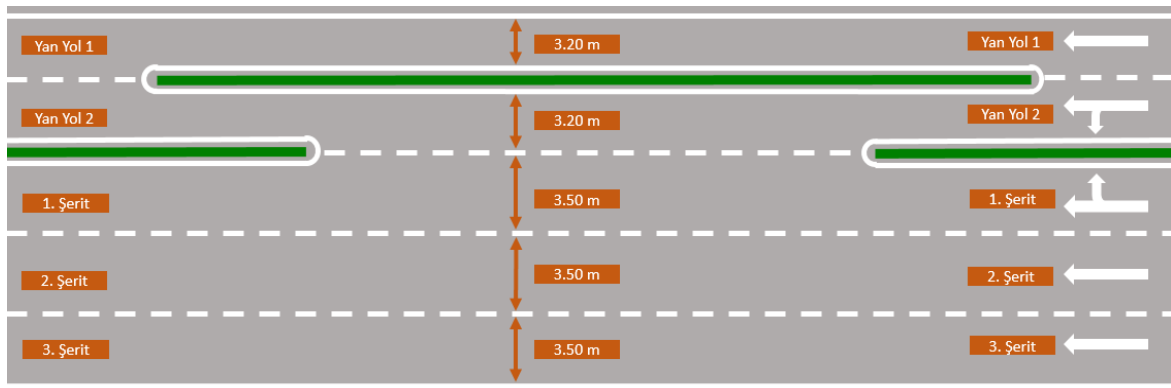 Yan Yol 1
3.20 m
Yan Yol 1
Yan Yol 2
3.20 m
Yan Yol 2
1. Şerit
3.50 m
1. Şerit
2. Şerit
3.50 m
2. Şerit
3. Şerit
3.50 m
3. Şerit